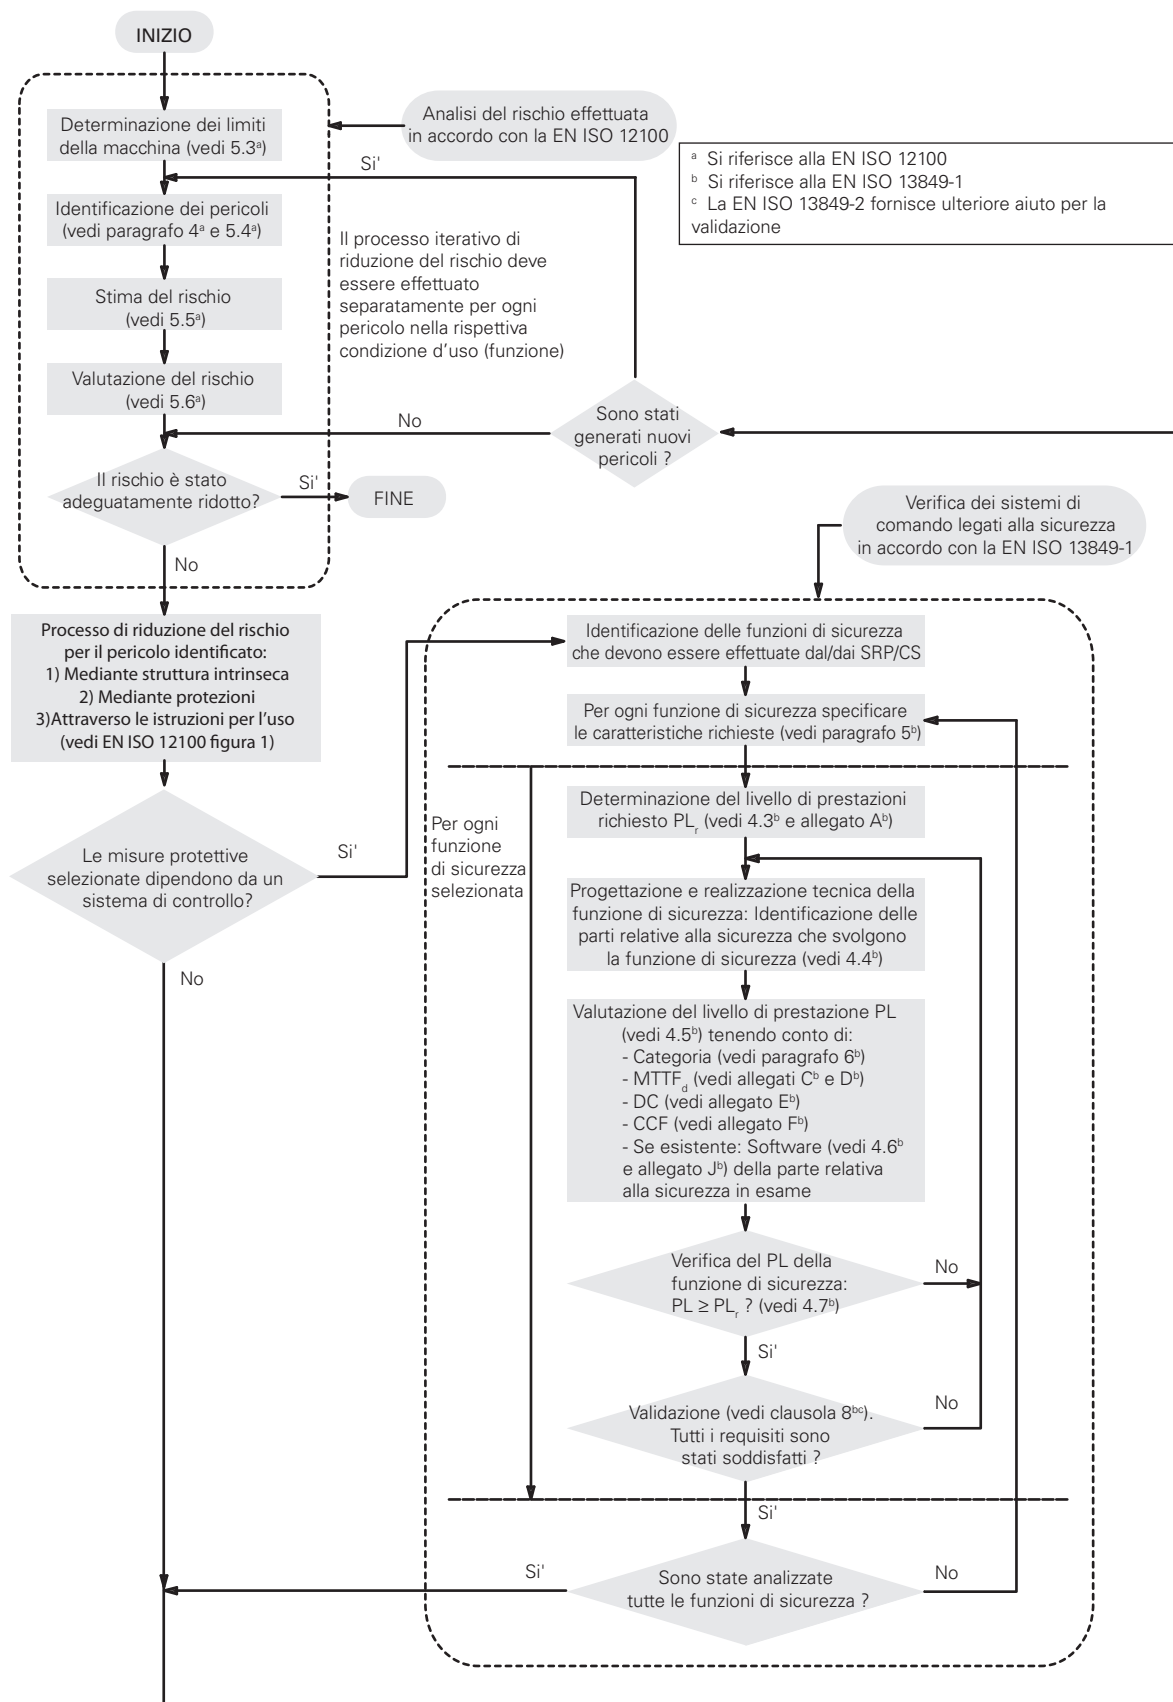 INIZIO
Determinazione dei limiti
della macchina (vedi 5.3ᵃ)
Analisi del rischio effettuata
in accordo con la EN ISO 12100
Si'
ᵃ Si riferisce alla EN ISO 12100
ᵇ Si riferisce alla EN ISO 13849-1
ᶜ La EN ISO 13849-2 fornisce ulteriore aiuto per la
validazione
Identificazione dei pericoli
(vedi paragrafo 4ᵃ e 5.4ᵃ)
Il processo iterativo di
riduzione del rischio deve
essere effettuato
separatamente per ogni
pericolo nella rispettiva
condizione d'uso (funzione)
Stima del rischio
(vedi 5.5ᵃ)
Valutazione del rischio
(vedi 5.6ᵃ)
No
Sono stati
generati nuovi
pericoli ?
Il rischio è stato
adeguatamente ridotto?
Si'
FINE
Verifica dei sistemi di
comando legati alla sicurezza
in accordo con la EN ISO 13849-1
No
Processo di riduzione del rischio
per il pericolo identificato:
1) Mediante struttura intrinseca
2) Mediante protezioni
3)Attraverso le istruzioni per l'uso
(vedi EN ISO 12100 figura 1)
Identificazione delle funzioni di sicurezza
che devono essere effettuate dal/dai SRP/CS
Per ogni funzione di sicurezza specificare
le caratteristiche richieste (vedi paragrafo 5ᵇ)
Determinazione del livello di prestazioni
richiesto PLᵣ (vedi 4.3ᵇ e allegato Aᵇ)
Per ogni
funzione
di sicurezza
selezionata
Le misure protettive
selezionate dipendono da un
sistema di controllo?
Si'
No
Progettazione e realizzazione tecnica della
funzione di sicurezza: Identificazione delle
parti relative alla sicurezza che svolgono
la funzione di sicurezza (vedi 4.4ᵇ)
Valutazione del livello di prestazione PL
(vedi 4.5ᵇ) tenendo conto di:
- Categoria (vedi paragrafo 6ᵇ)
- MTTF_d (vedi allegati Cᵇ e Dᵇ)
- DC (vedi allegato Eᵇ)
- CCF (vedi allegato Fᵇ)
- Se esistente: Software (vedi 4.6ᵇ
e allegato Jᵇ) della parte relativa
alla sicurezza in esame
Verifica del PL della
funzione di sicurezza:
PL ≥ PLᵣ ? (vedi 4.7ᵇ)
No
Si'
Validazione (vedi clausola 8ᵇᶜ).
Tutti i requisiti sono
stati soddisfatti ?
No
Si'
Sono state analizzate
tutte le funzioni di sicurezza ?
Si'
No